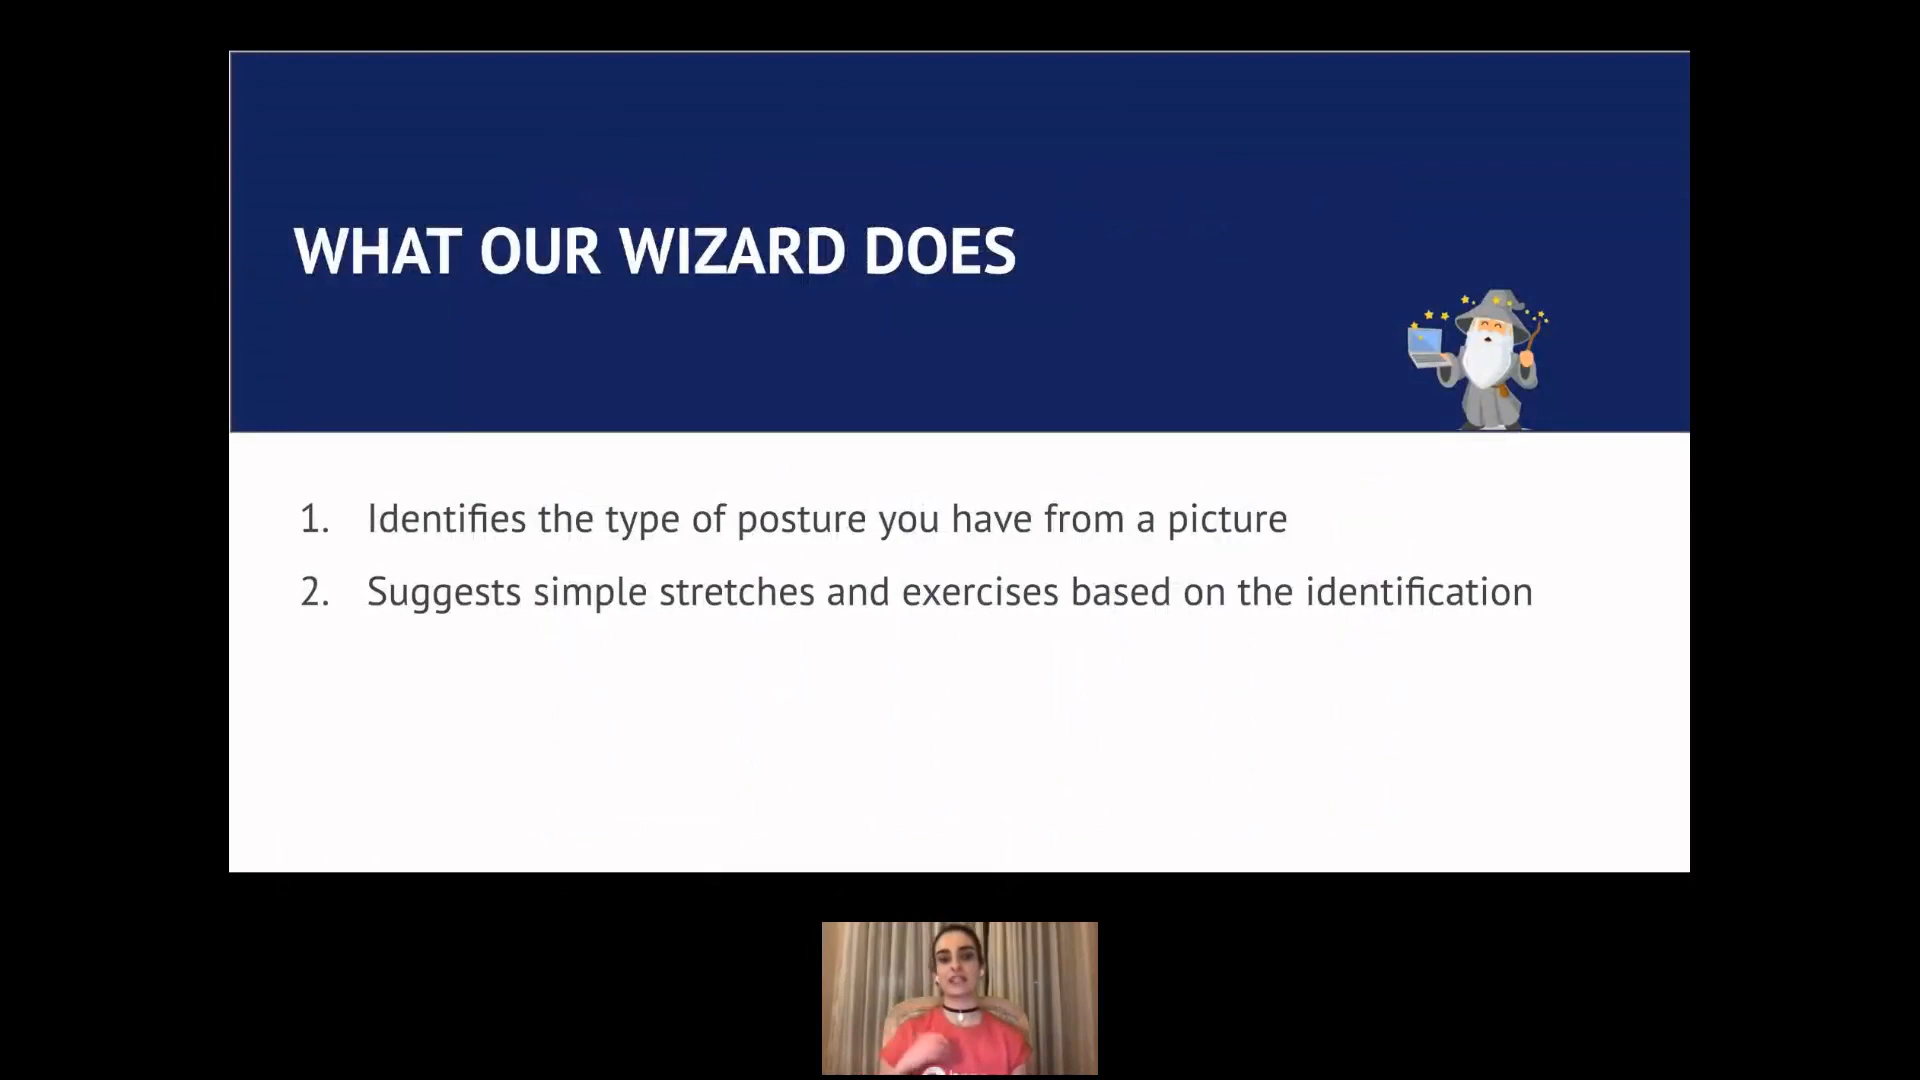 WHAT OUR WIZARD DOES
1. Identifies the type of posture you have from a picture
2. Suggests simple stretches and exercises based on the identification